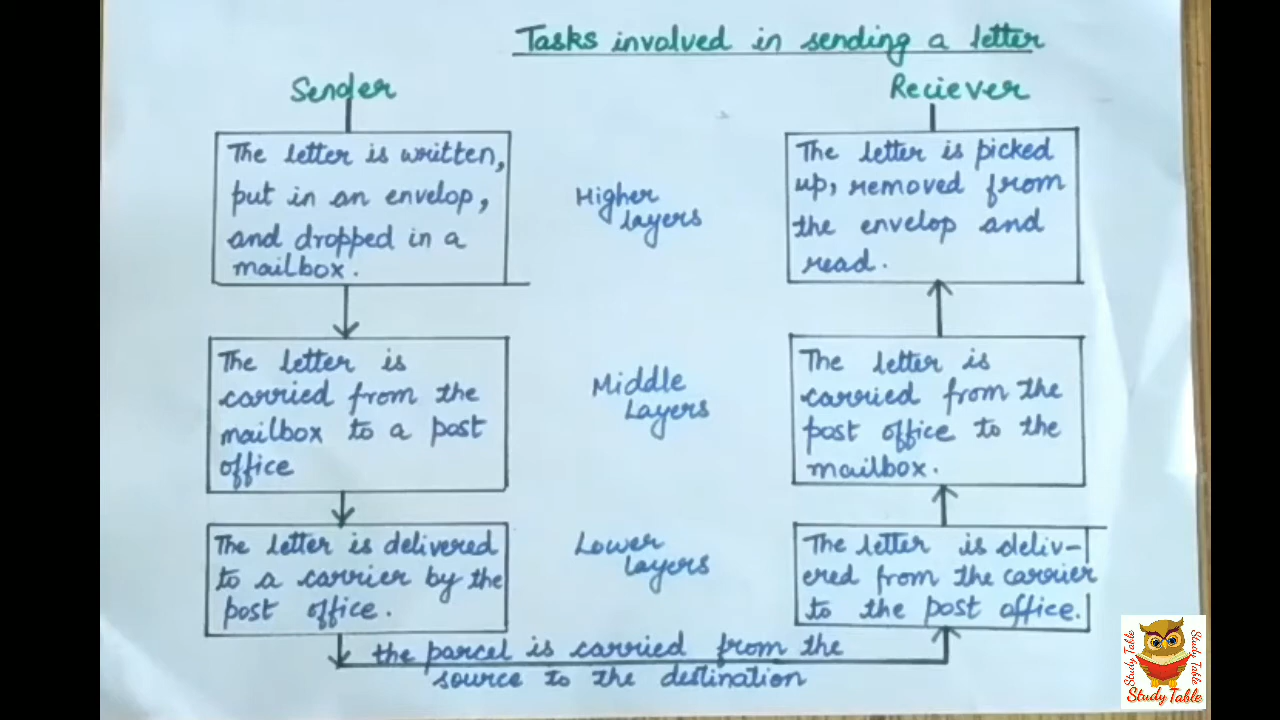 Tasks involved in sending a letter
Sender
Reciever
The letter is written,
put in an envelop,
and dropped in a
mailbox.
Higher
layers
The letter is picked
up, removed from
the envelop and
read.
The letter is
carried from the
mailbox to a post
office
Middle
Layers
The letter is
carried from the
post office to the
mailbox.
The letter is delivered
to a carrier by the
post office.
Lower
layers
The letter is deliv-
ered from the carrier
to the post office.
the parcel is carried from the
source to the destination
Study Table
Study Table
Study Table